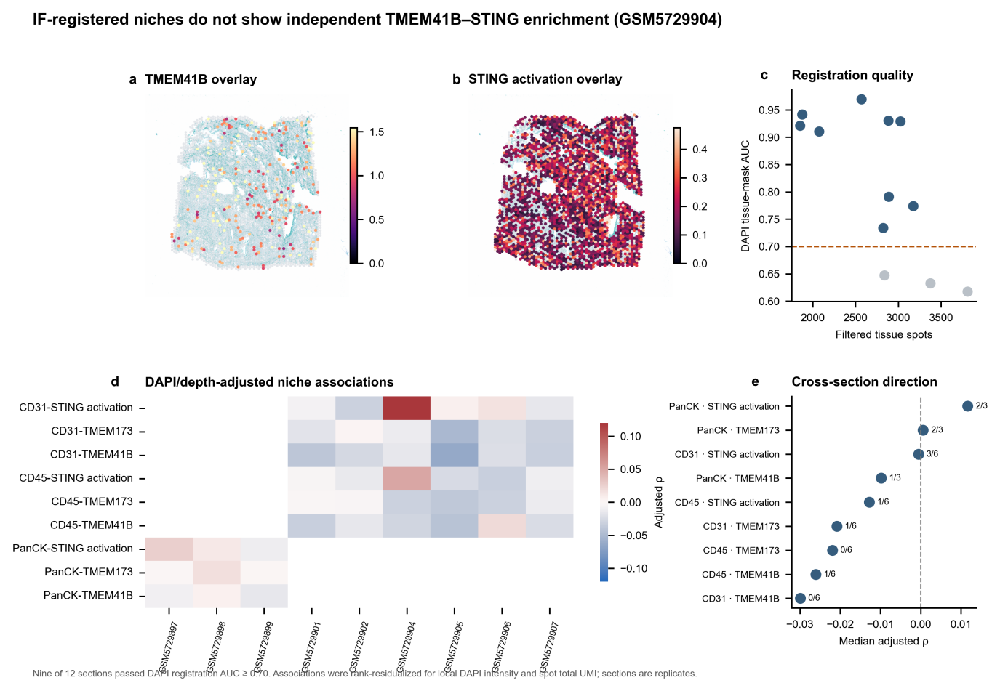 IF-registered niches do not show independent TMEM41B–STING enrichment (GSM5729904)
a TMEM41B overlay
1.5
1.0
0.5
0.0
b STING activation overlay
0.4
0.3
0.2
0.1
0.0
c Registration quality
DAPI tissue-mask AUC
0.95
0.90
0.85
0.80
0.75
0.70
0.65
0.60
2000 2500 3000 3500
Filtered tissue spots
d DAPI/depth-adjusted niche associations
CD31-STING activation
CD31-TMEM173
CD31-TMEM41B
CD45-STING activation
CD45-TMEM173
CD45-TMEM41B
PanCK-STING activation
PanCK-TMEM173
PanCK-TMEM41B
GSM5729897 GSM5729898 GSM5729899 GSM5729901 GSM5729902 GSM5729904 GSM5729905 GSM5729906 GSM5729907
0.10
0.05
0.00
−0.05
−0.10
Adjusted ρ
e Cross-section direction
PanCK · STING activation 2/3
PanCK · TMEM173 2/3
CD31 · STING activation 3/6
PanCK · TMEM41B 1/3
CD45 · STING activation 1/6
CD31 · TMEM173 1/6
CD45 · TMEM173 0/6
CD45 · TMEM41B 1/6
CD31 · TMEM41B 0/6
−0.03 −0.02 −0.01 0.00 0.01
Median adjusted ρ
Nine of 12 sections passed DAPI registration AUC ≥ 0.70. Associations were rank-residualized for local DAPI intensity and spot total UMI; sections are replicates.